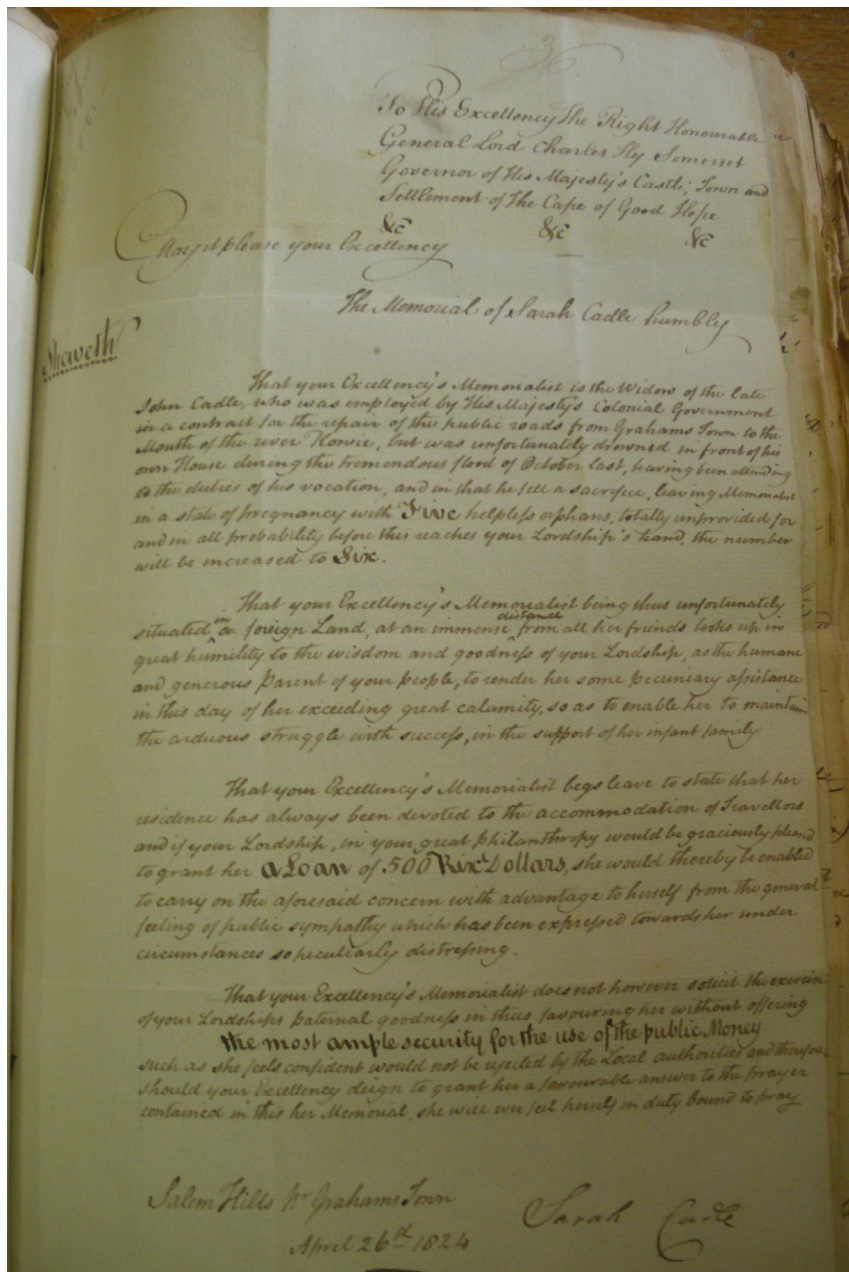 3
To His Excellency The Right Honourable
General Lord Charles Hy Somerset
Governor of His Majesty's Castle, Town and
Settlement of The Cape of Good Hope
&c &c &c
May it please your Excellency
The Memorial of Sarah Cadle humbly
Sheweth
That your Excellency's Memorialist is the Widow of the late
John Cadle, who was employed by His Majesty's Colonial Government
in a contract for the repair of the public roads from Grahams Town to the
Mouth of the river Kowie, but was unfortunately drowned in front of his
own House during the tremendous flood of October last, having been attending
to the duties of his vocation, and in that he fell a sacrifice, leaving Memorialist
in a state of pregnancy with Five helpless orphans, totally unprovided for
and in all probability before this reaches your Lordship's hand, the number
will be increased to Six.
That your Excellency's Memorialist being thus unfortunately
situated in a foreign Land, at an immense distance from all her friends looks up in
great humility to the wisdom and goodness of your Lordship, as the humane
and generous Parent of your people, to render her some pecuniary assistance
in this day of her exceeding great calamity, so as to enable her to maintain
the arduous struggle with success, in the support of her infant family
That your Excellency's Memorialist begs leave to state that her
residence has always been devoted to the accommodation of Travellors
and if your Lordship, in your great philanthropy would be graciously pleased
to grant her a Loan of 500 Rix Dollars, she would thereby be enabled
to carry on the aforesaid concern with advantage to herself from the general
feeling of public sympathy which has been expressed towards her under
circumstances so peculiarly distressing.
That your Excellency's Memorialist does not however solicit the exercise
of your Lordships paternal goodness in thus favouring her without offering
the most ample security for the use of the public Money
such as she feels confident would not be rejected by the Local authorities and therefore,
should your Excellency deign to grant her a favourable answer to the prayer
contained in this her Memorial, she will ever feel herself in duty bound to pray
Salem Hills Nr Grahams Town
April 26th 1824
Sarah Cadle